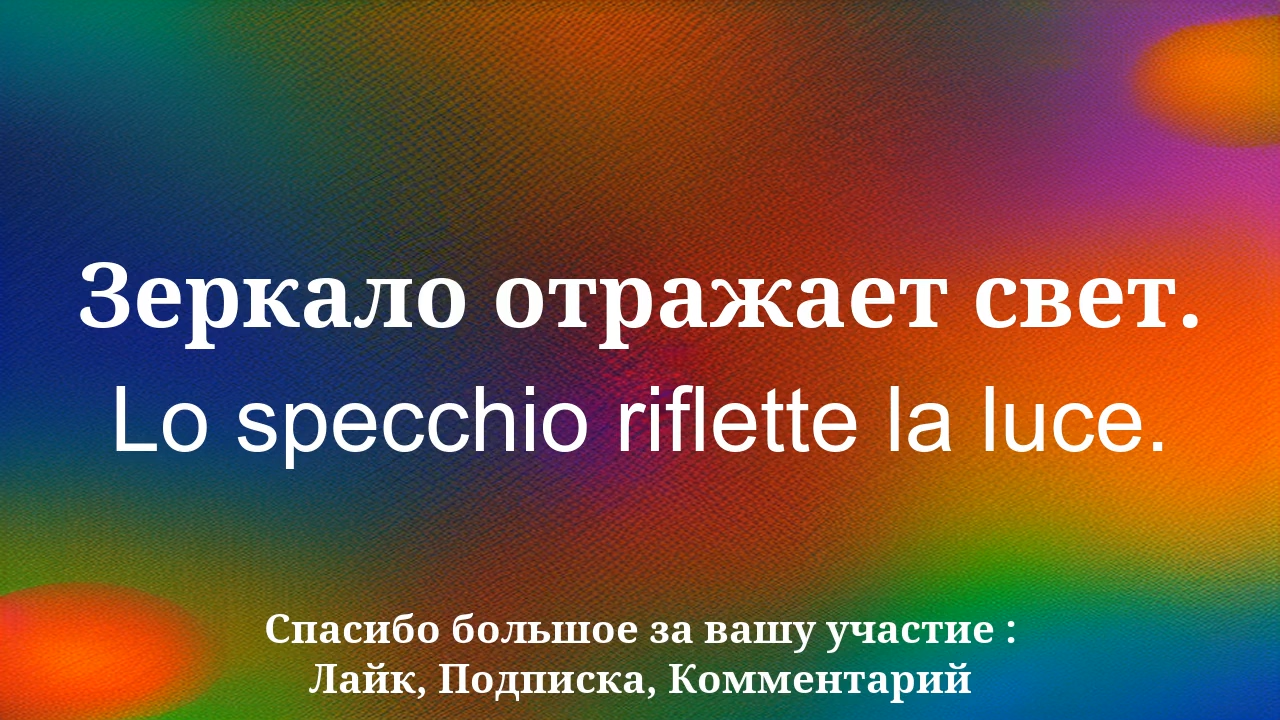 Зеркало отражает свет.
Lo specchio riflette la luce.
Спасибо большое за вашу участие :
Лайк, Подписка, Комментарий